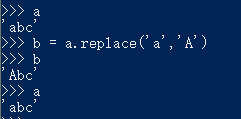 >>> a
'abc'
>>> b = a.replace('a','A')
>>> b
'Abc'
>>> a
'abc'